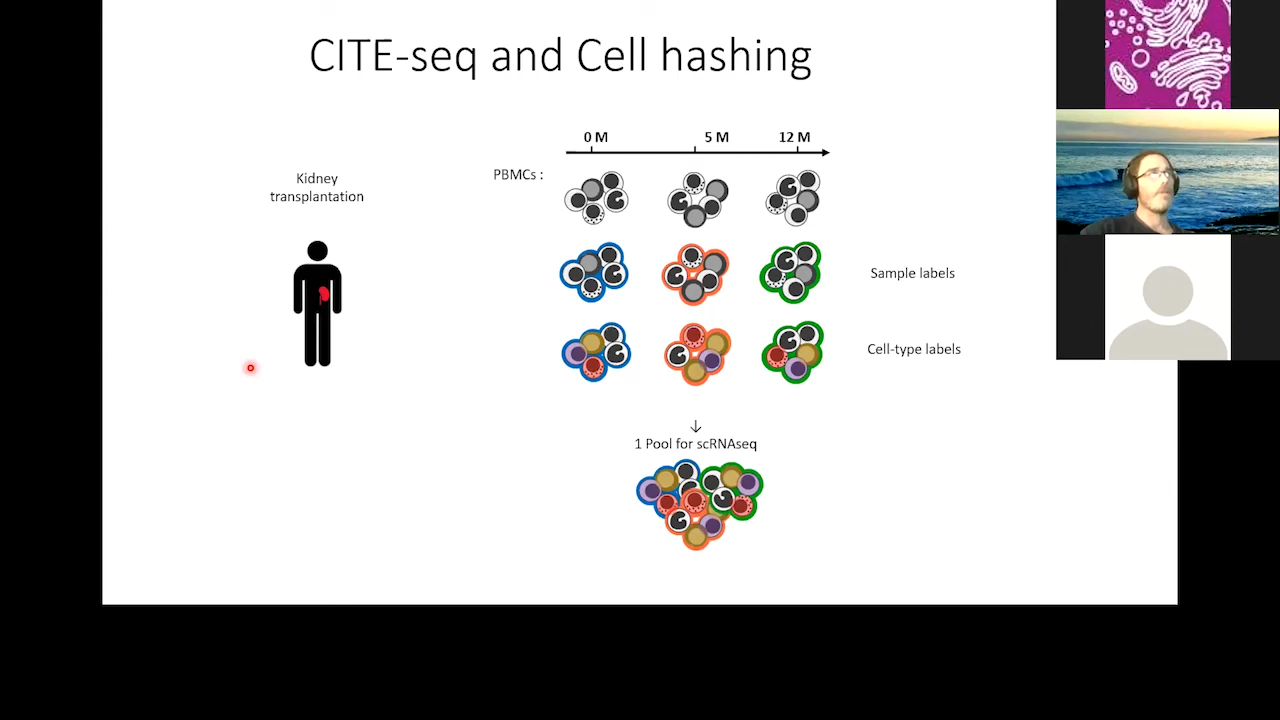 CITE-seq and Cell hashing
0 M 5 M 12 M
PBMCs :
Kidney
transplantation
Sample labels
Cell-type labels
1 Pool for scRNAseq